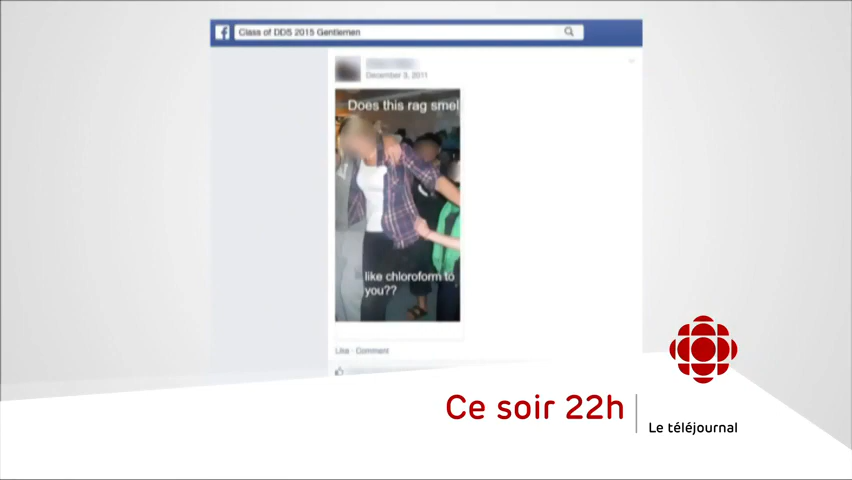 Class of DDS 2015 Gentlemen
December 3, 2011
Does this rag smel
like chloroform to
you??
Like · Comment
Ce soir 22h
Le téléjournal